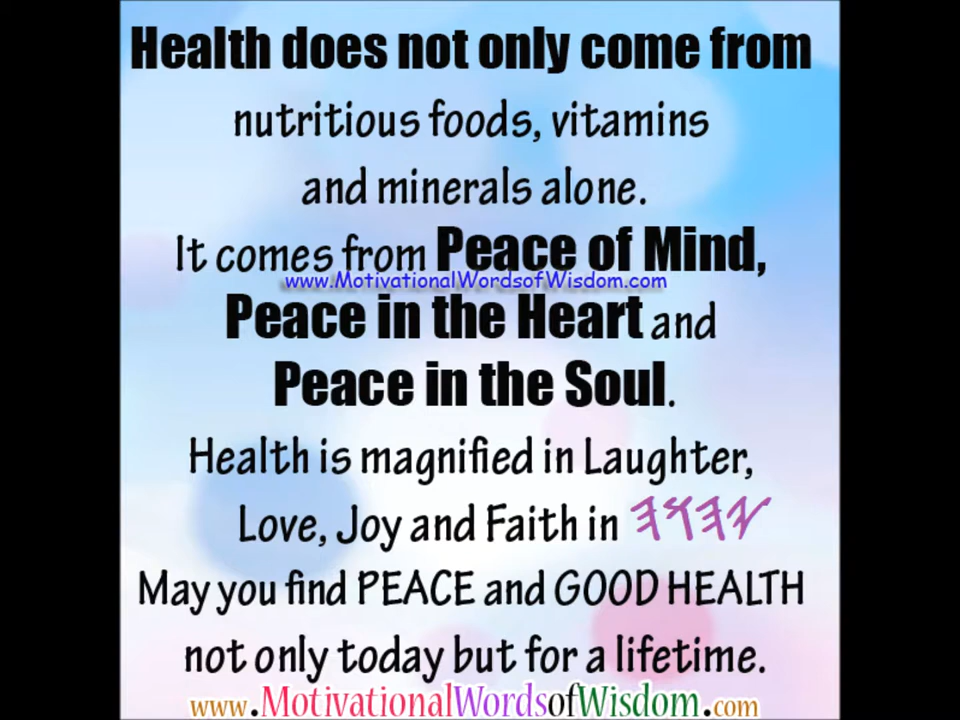 Health does not only come from
nutritious foods, vitamins
and minerals alone.
It comes from Peace of Mind,
www.MotivationalWordsofWisdom.com
Peace in the Heart and
Peace in the Soul.
Health is magnified in Laughter,
Love, Joy and Faith in 𐤉𐤄𐤅𐤄
May you find PEACE and GOOD HEALTH
not only today but for a lifetime.
www.MotivationalWordsofWisdom.com